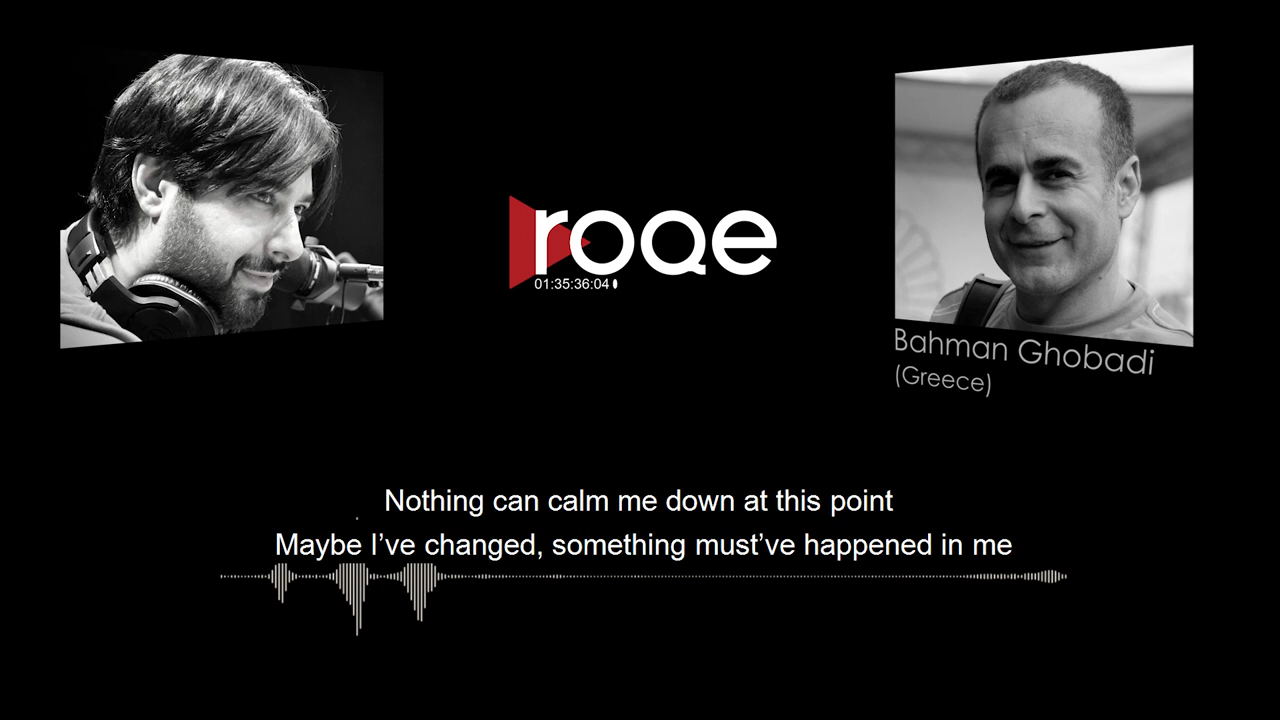 roqe
01:35:36:04
Bahman Ghobadi
(Greece)
Nothing can calm me down at this point
Maybe I’ve changed, something must’ve happened in me